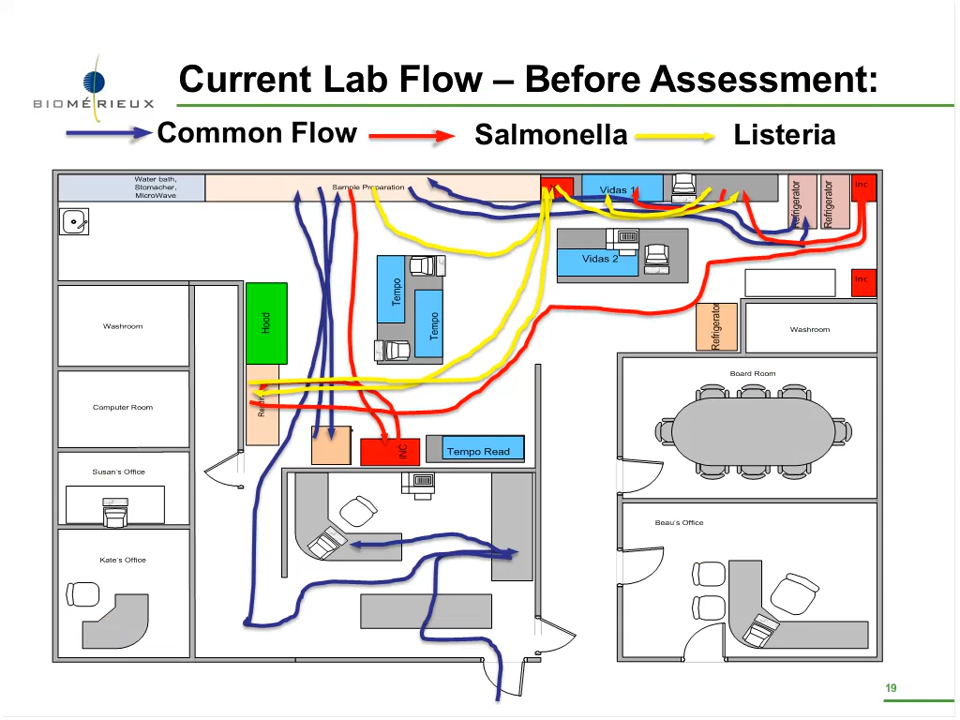 BIOMÉRIEUX
Current Lab Flow – Before Assessment:
Common Flow
Salmonella
Listeria
Water bath,
Stomacher,
MicroWave
Sample Preparation
Vidas 1
Refrigerator
Refrigerator
inc
Vidas 2
inc
Tempo
Tempo
Hood
Refrigerator
Washroom
Washroom
Board Room
Computer Room
INC
Tempo Read
Susan's Office
Beau's Office
Kate's Office
19